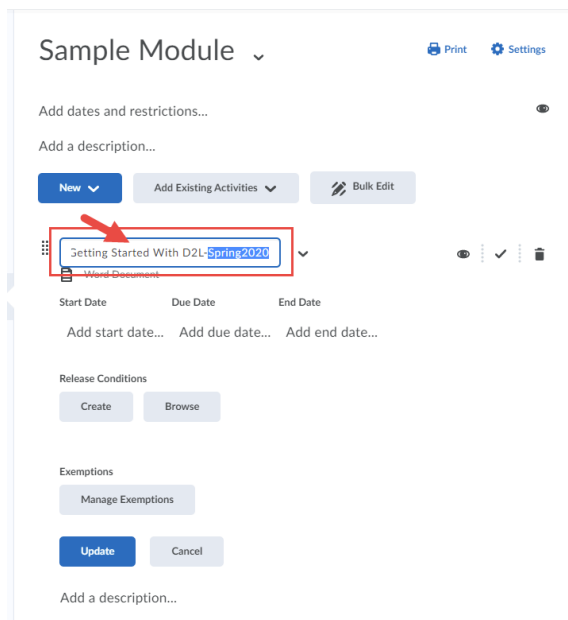 Sample Module
Print Settings
Add dates and restrictions...
Add a description...
New Add Existing Activities Bulk Edit
Getting Started With D2L-Spring2020
Word Document
Start Date Due Date End Date
Add start date... Add due date... Add end date...
Release Conditions
Create Browse
Exemptions
Manage Exemptions
Update Cancel
Add a description...